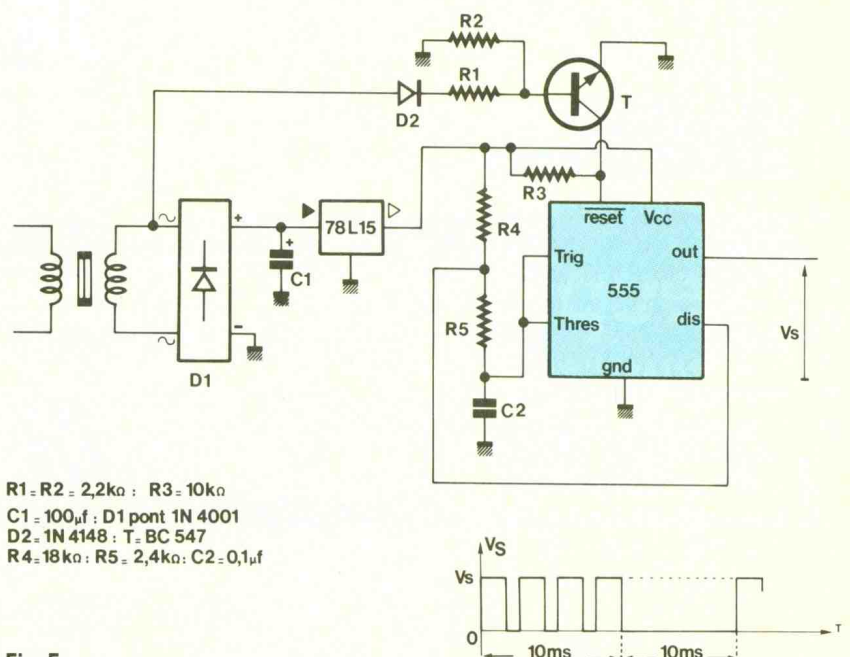 R2
R1
D2
T
R3
78L15
reset
Vcc
R4
C1
Trig
out
555
R5
Thres
dis
Vs
gnd
D1
C2
R1=R2=2,2kΩ: R3=10kΩ
C1=100µf: D1 pont 1N 4001
D2=1N 4148: T=BC 547
R4=18kΩ: R5=2,4kΩ: C2=0,1µf
VS
Vs
0
T
10ms
10ms